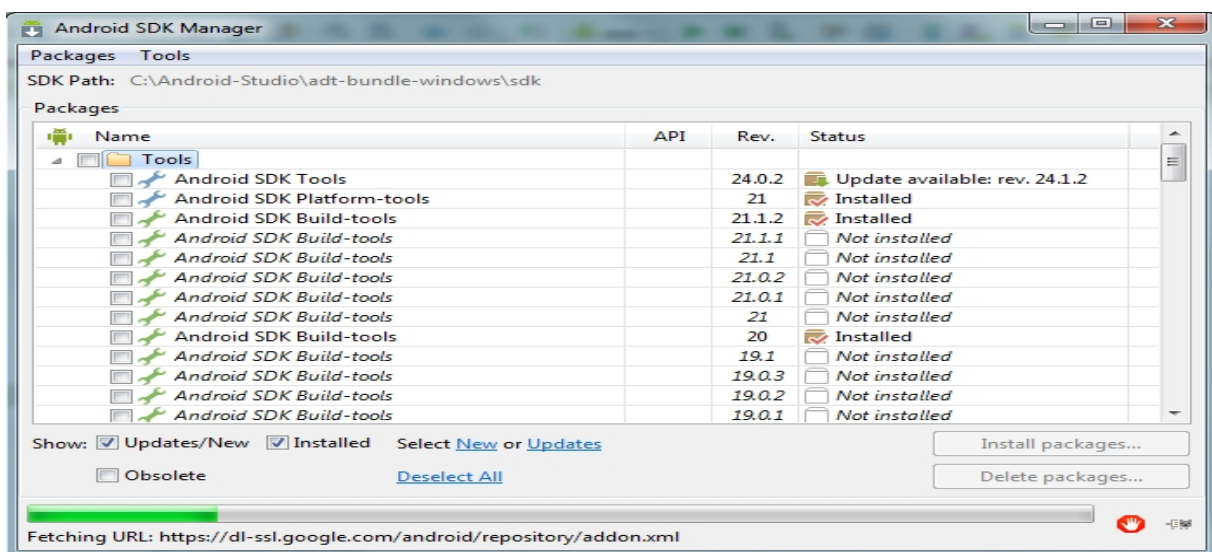 Android SDK Manager
Packages Tools
SDK Path: C:\Android-Studio\adt-bundle-windows\sdk
Packages
Name API Rev. Status
Tools
Android SDK Tools 24.0.2 Update available: rev. 24.1.2
Android SDK Platform-tools 21 Installed
Android SDK Build-tools 21.1.2 Installed
Android SDK Build-tools 21.1.1 Not installed
Android SDK Build-tools 21.1 Not installed
Android SDK Build-tools 21.0.2 Not installed
Android SDK Build-tools 21.0.1 Not installed
Android SDK Build-tools 21 Not installed
Android SDK Build-tools 20 Installed
Android SDK Build-tools 19.1 Not installed
Android SDK Build-tools 19.0.3 Not installed
Android SDK Build-tools 19.0.2 Not installed
Android SDK Build-tools 19.0.1 Not installed
Show: Updates/New Installed Select New or Updates Install packages...
Obsolete Deselect All Delete packages...
Fetching URL: https://dl-ssl.google.com/android/repository/addon.xml